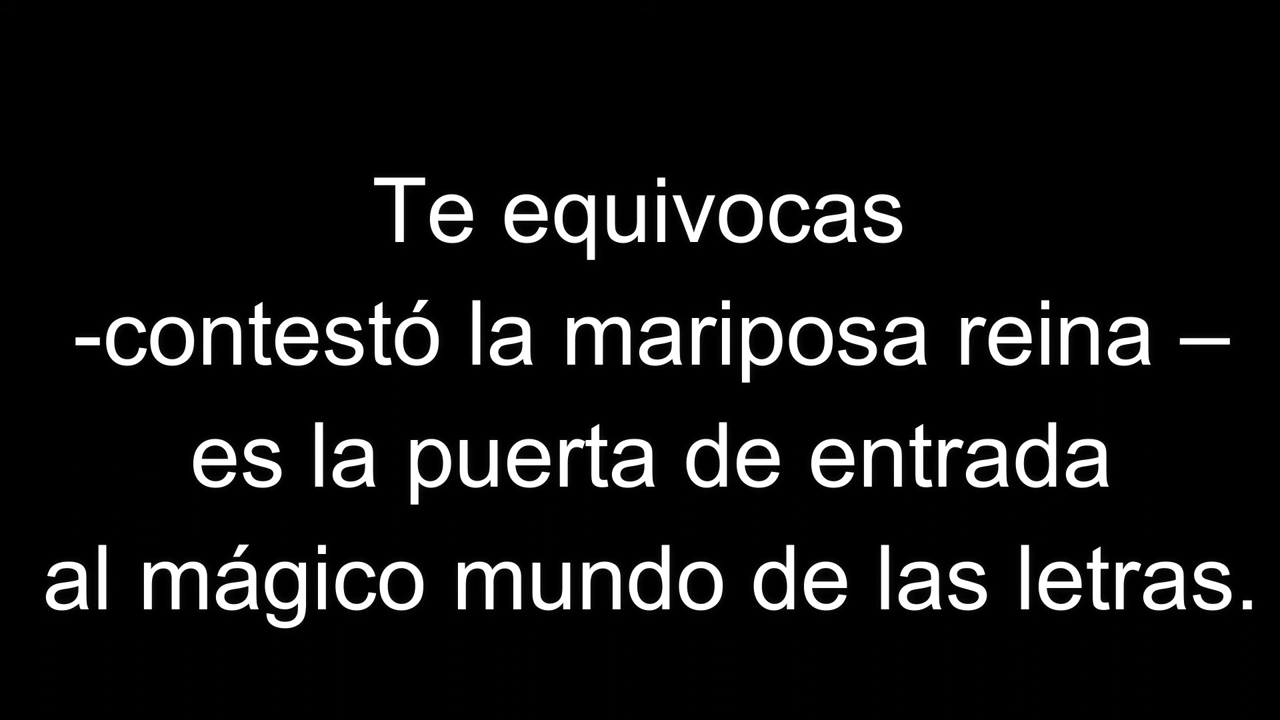 Te equivocas
-contestó la mariposa reina –
es la puerta de entrada
al mágico mundo de las letras.